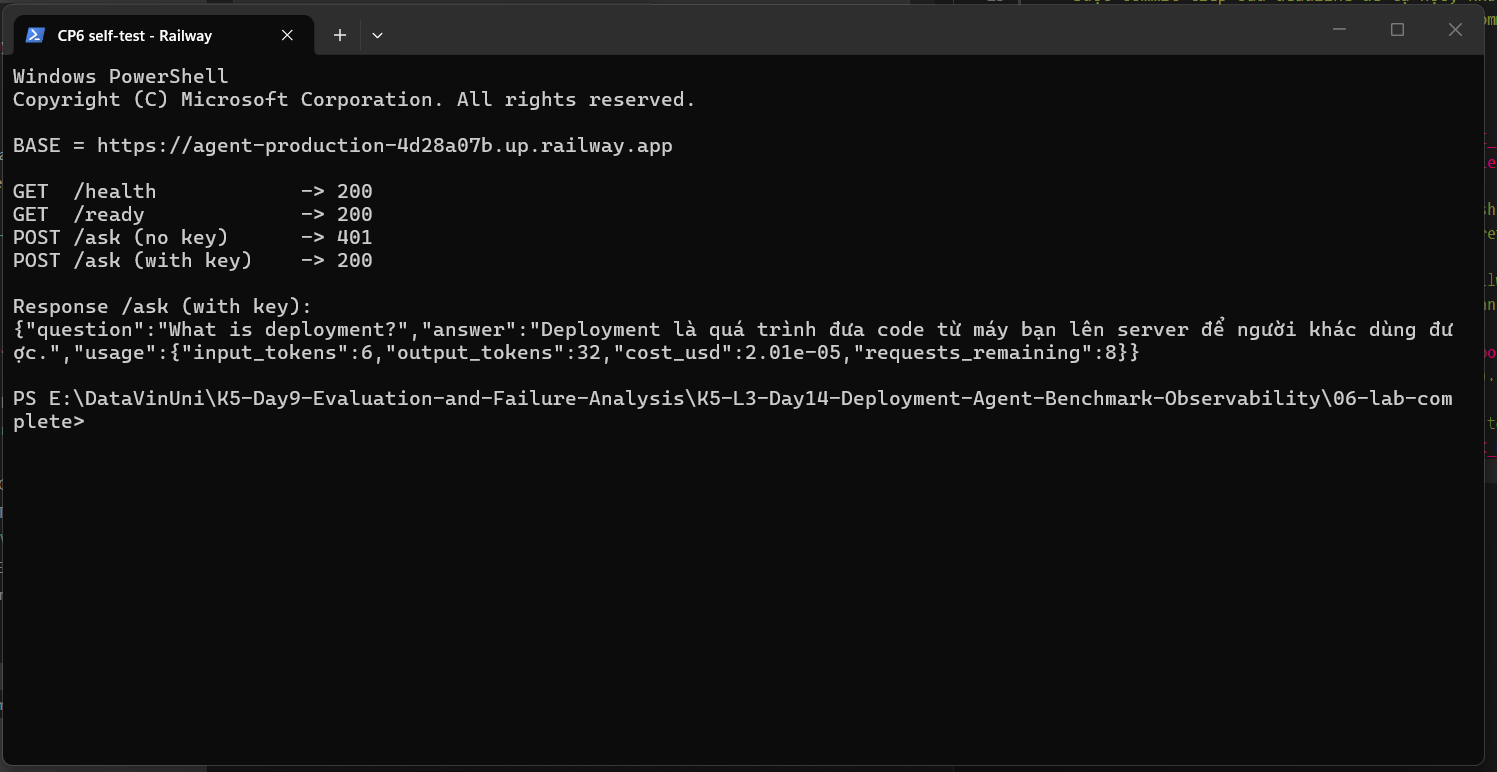 CP6 self-test - Railway
Windows PowerShell
Copyright (C) Microsoft Corporation. All rights reserved.
BASE = https://agent-production-4d28a07b.up.railway.app
GET  /health            -> 200
GET  /ready             -> 200
POST /ask (no key)      -> 401
POST /ask (with key)    -> 200
Response /ask (with key):
{"question":"What is deployment?","answer":"Deployment là quá trình đưa code từ máy bạn lên server để người khác dùng đư
ợc.","usage":{"input_tokens":6,"output_tokens":32,"cost_usd":2.01e-05,"requests_remaining":8}}
PS E:\DataVinUni\K5-Day9-Evaluation-and-Failure-Analysis\K5-L3-Day14-Deployment-Agent-Benchmark-Observability\06-lab-com
plete>